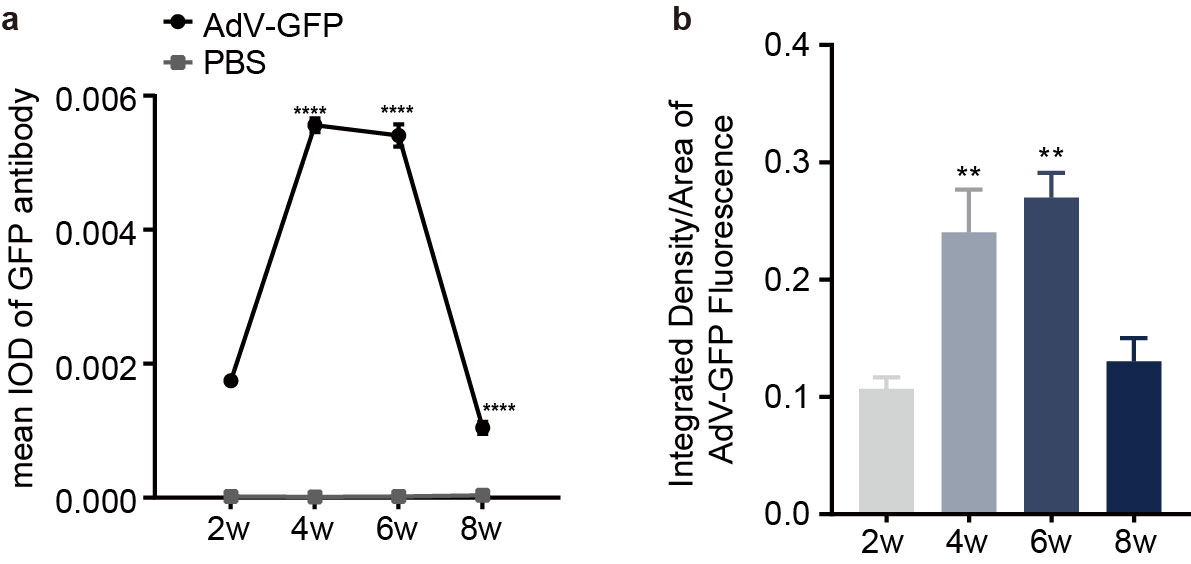 a
AdV-GFP
PBS
mean IOD of GFP antibody
0.006
0.004
0.002
0.000
****
****
****
2w
4w
6w
8w
b
Integrated Density/Area of
AdV-GFP Fluorescence
0.4
0.3
0.2
0.1
0.0
**
**
2w
4w
6w
8w